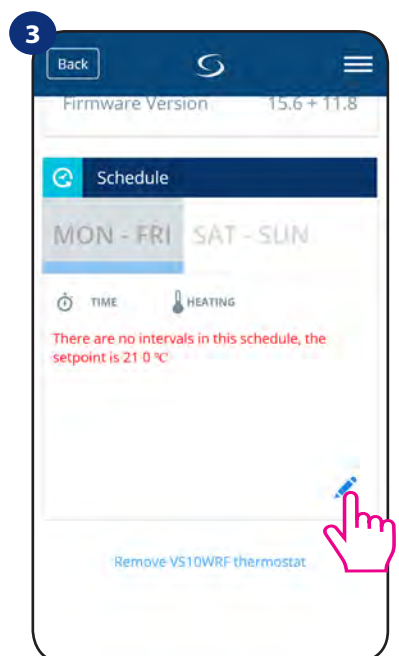 3
Back
Firmware Version 15.6 + 11.8
Schedule
MON - FRI SAT - SUN
TIME HEATING
There are no intervals in this schedule, the
setpoint is 21 0 ℃
Remove VS10WRF thermostat